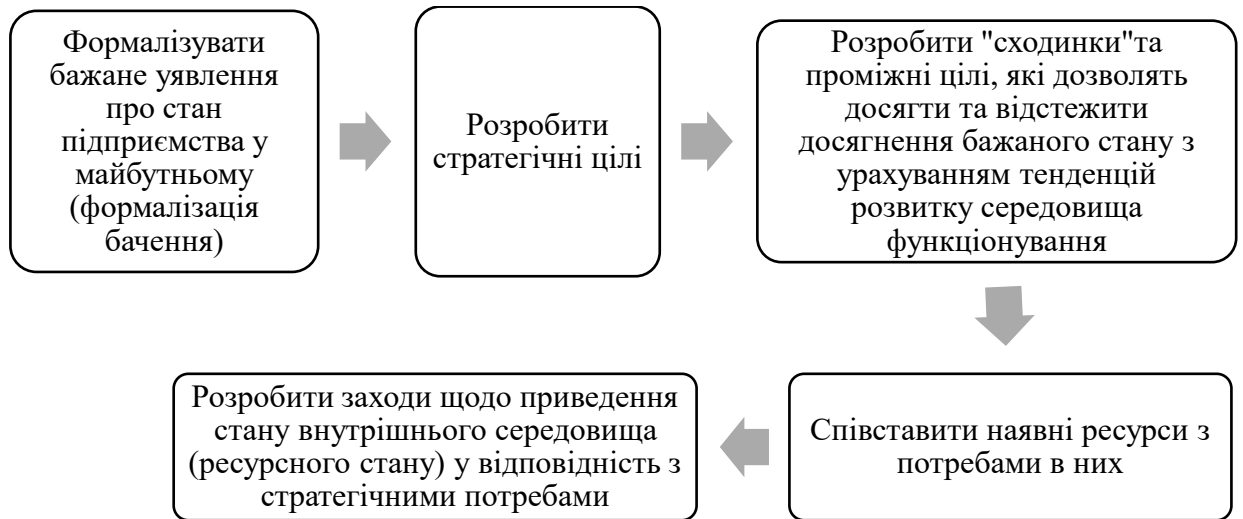 Формалізувати
бажане уявлення
про стан
підприємства у
майбутньому
(формалізація
бачення)
Розробити
стратегічні цілі
Розробити "сходинки"та
проміжні цілі, які дозволять
досягти та відстежити
досягнення бажаного стану з
урахуванням тенденцій
розвитку середовища
функціонування
Співставити наявні ресурси з
потребами в них
Розробити заходи щодо приведення
стану внутрішнього середовища
(ресурсного стану) у відповідність з
стратегічними потребами